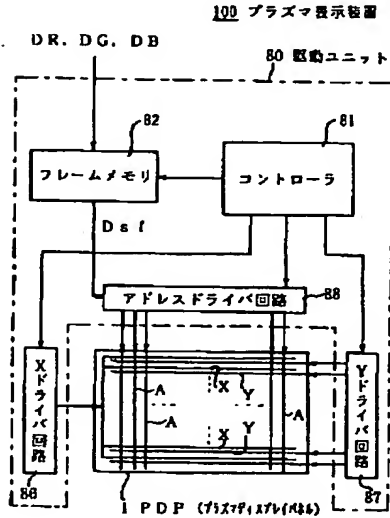 100 プラズマ表示装置
DR, DG, DB
80 駆動ユニット
82
81
フレームメモリ
コントローラ
Dsf
アドレスドライバ回路
88
Xドライバ回路
86
A
A
X
Y
A
X
Y
Yドライバ回路
87
1 PDP (プラズマディスプレイパネル)